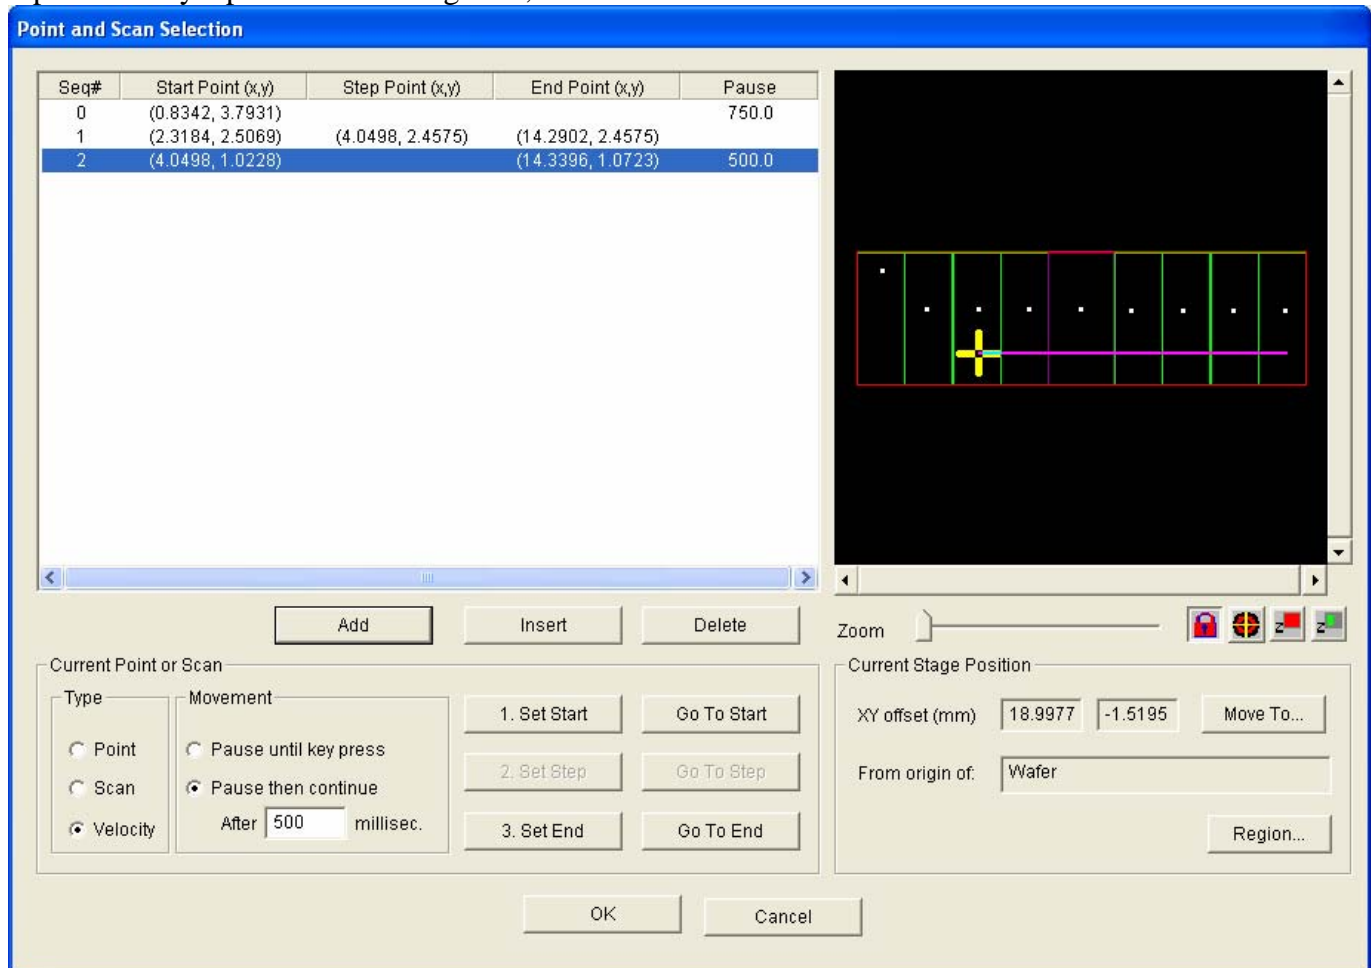 Point and Scan Selection
Seq# Start Point (x,y) Step Point (x,y) End Point (x,y) Pause
0 (0.8342, 3.7931) 750.0
1 (2.3184, 2.5069) (4.0498, 2.4575) (14.2902, 2.4575)
2 (4.0498, 1.0228) (14.3396, 1.0723) 500.0
Add Insert Delete
Zoom
z z
Current Point or Scan
Type
Point
Scan
Velocity
Movement
Pause until key press
Pause then continue
After 500 millisec.
1. Set Start Go To Start
2. Set Step Go To Step
3. Set End Go To End
Current Stage Position
XY offset (mm) 18.9977 -1.5195 Move To...
From origin of: Wafer
Region...
OK Cancel